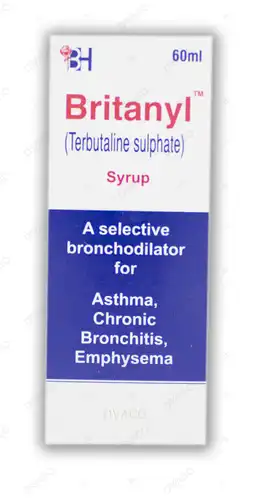 BH
60ml
Britanyl™
(Terbutaline sulphate)
Syrup
A selective
bronchodilator
for
Asthma,
Chronic
Bronchitis,
Emphysema